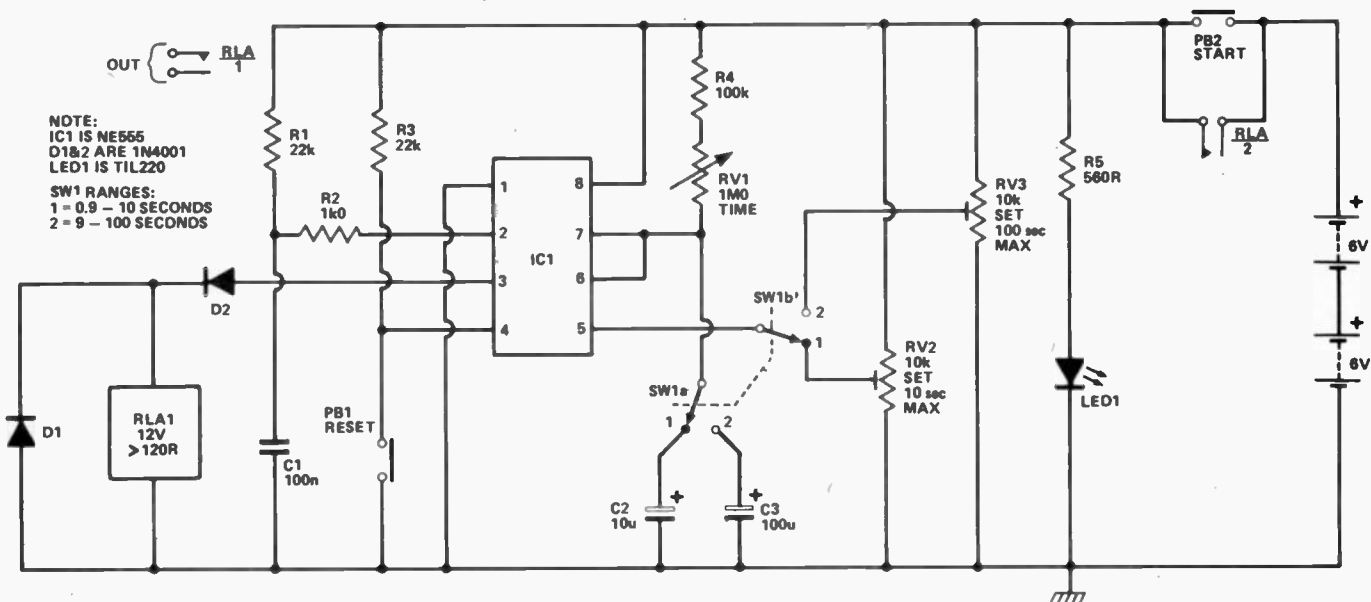 OUT
RLA
1
NOTE:
IC1 IS NE555
D1&2 ARE 1N4001
LED1 IS TIL220
SW1 RANGES:
1 = 0.9 – 10 SECONDS
2 = 9 – 100 SECONDS
R1
22k
R3
22k
R2
1k0
R4
100k
RV1
1M0
TIME
PB2
START
RLA
2
R5
560R
RV3
10k
SET
100 sec
MAX
+
6V
+
6V
1
2
3
4
IC1
8
7
6
5
D2
D1
RLA1
12V
>120R
C1
100n
PB1
RESET
SW1b'
2
1
RV2
10k
SET
10 sec
MAX
SW1a
1
2
+
C2
10u
+
C3
100u
LED1